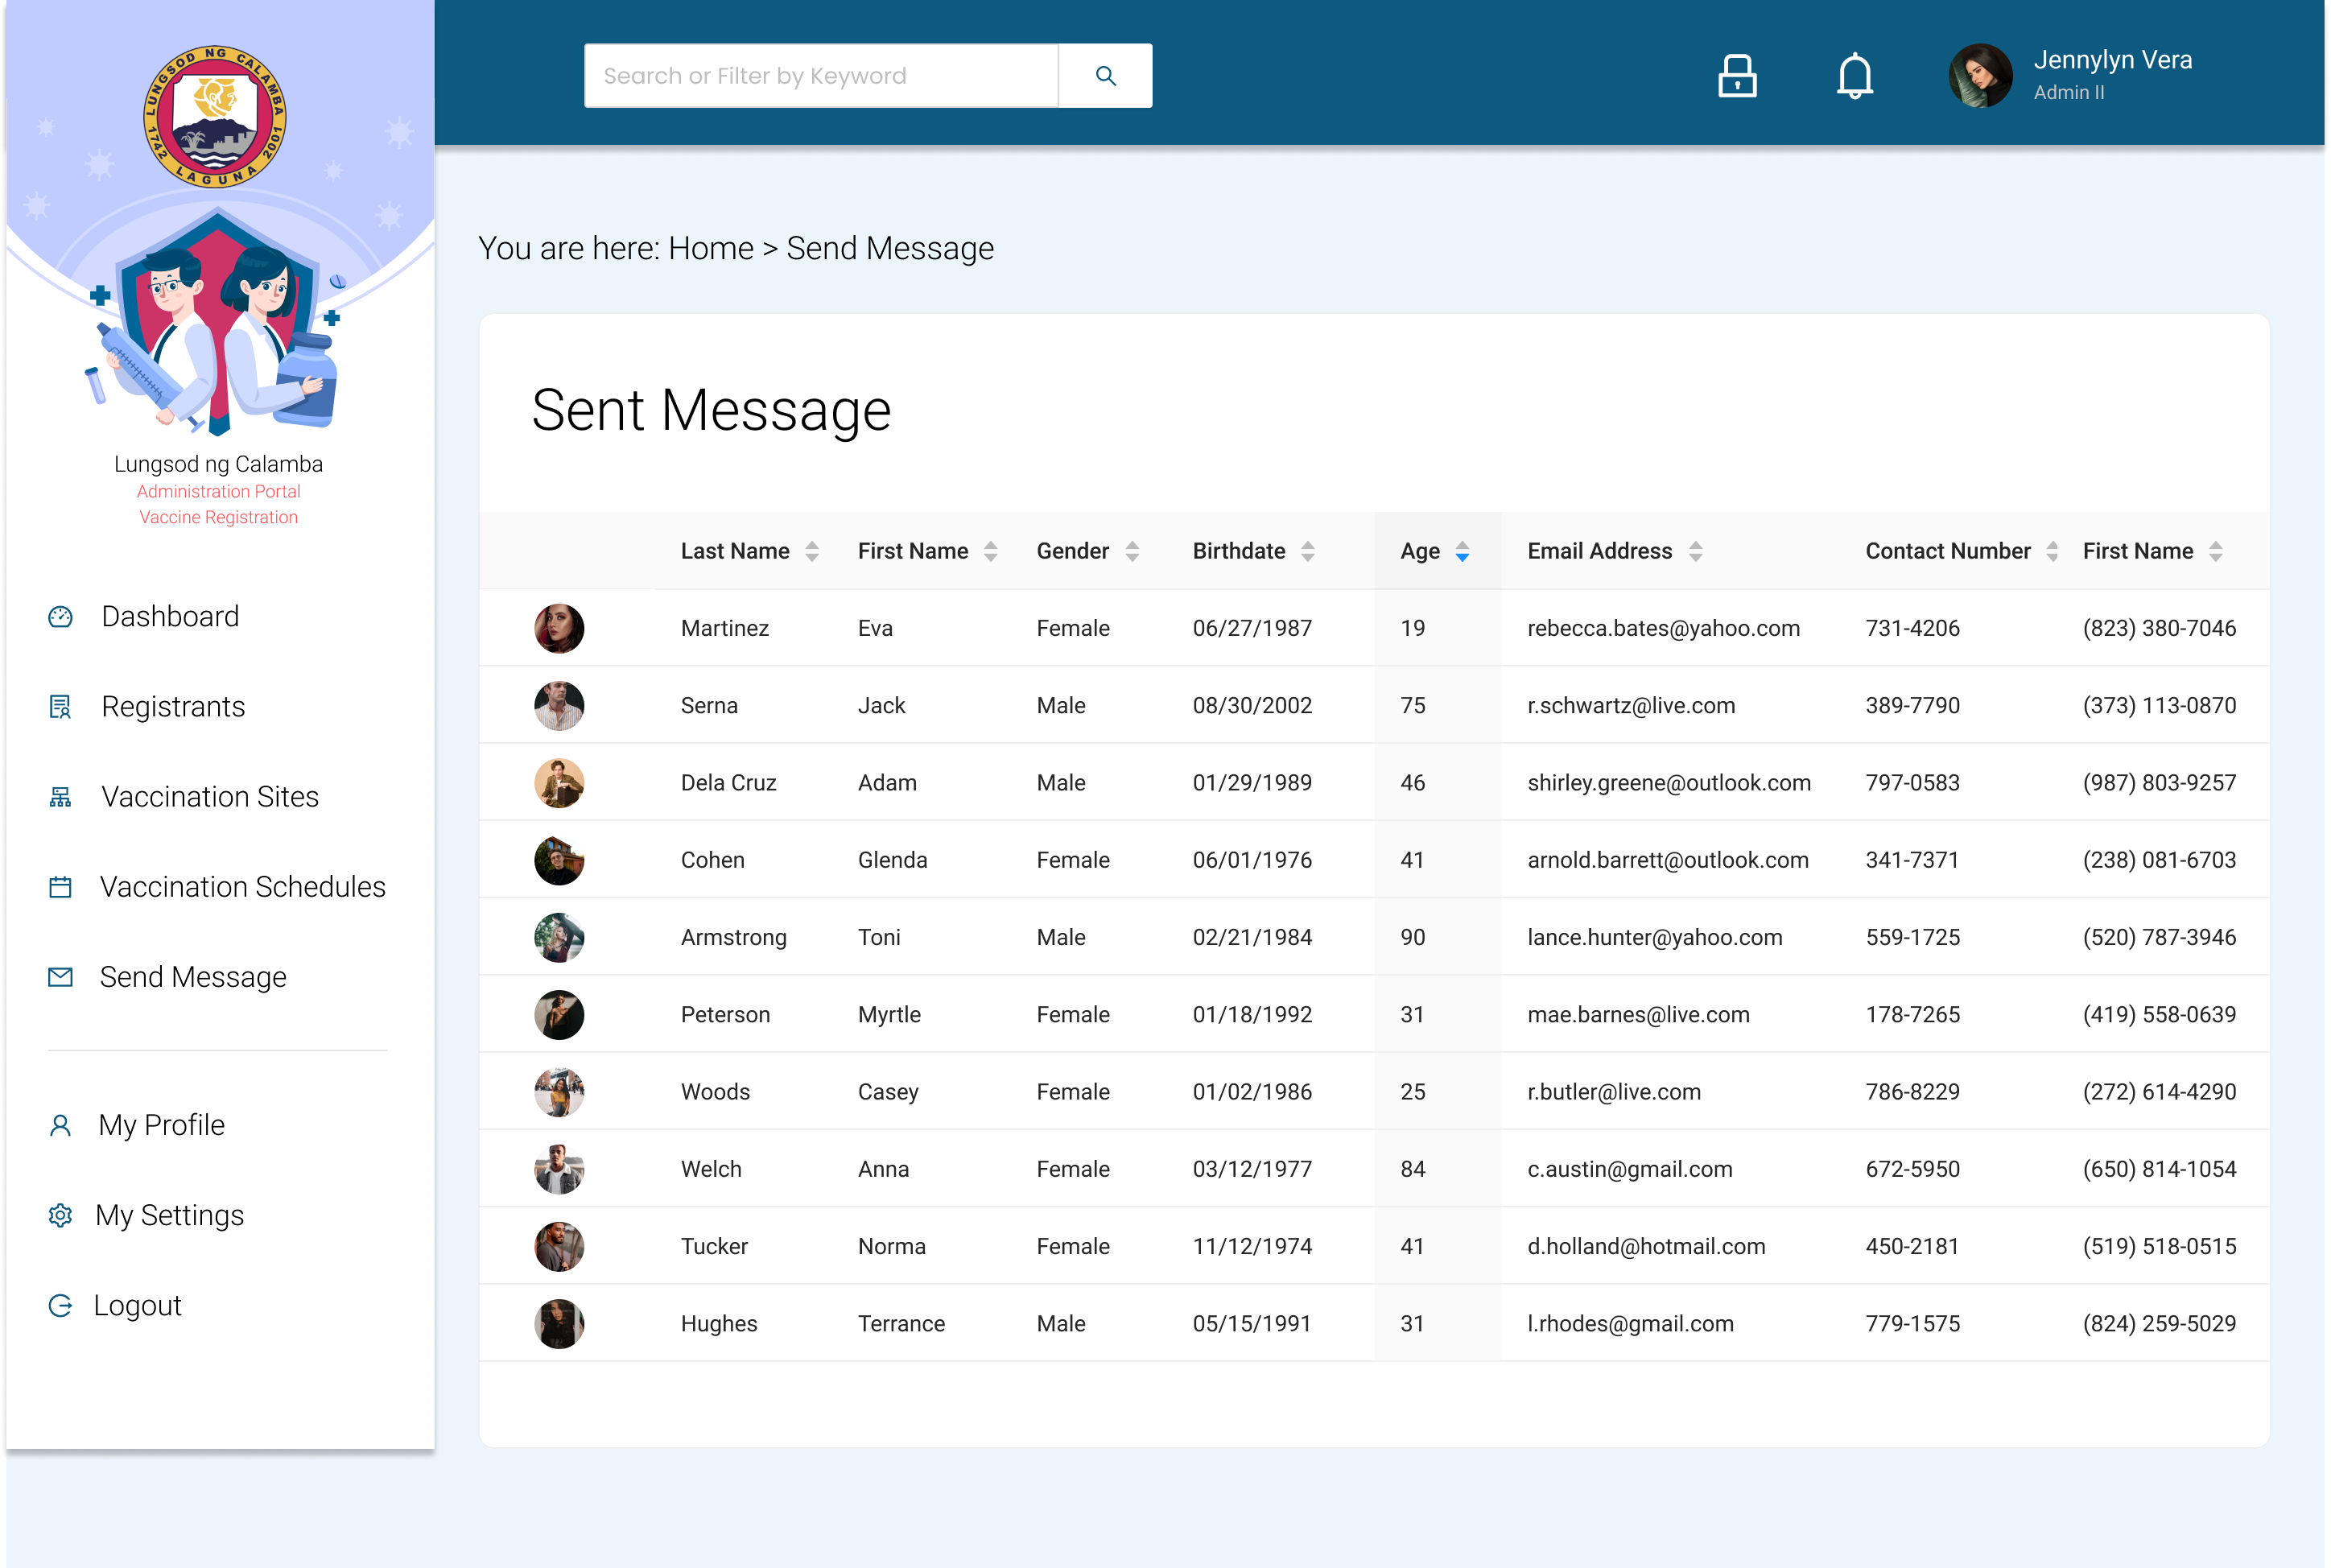 LUNGSOD NG CALAMBA
1742 LAGUNA 2001
Lungsod ng Calamba
Administration Portal
Vaccine Registration
Dashboard
Registrants
Vaccination Sites
Vaccination Schedules
Send Message
My Profile
My Settings
Logout
Search or Filter by Keyword
Jennylyn Vera
Admin II
You are here: Home > Send Message
Sent Message
Last Name First Name Gender Birthdate Age Email Address Contact Number First Name
Martinez Eva Female 06/27/1987 19 rebecca.bates@yahoo.com 731-4206 (823) 380-7046
Serna Jack Male 08/30/2002 75 r.schwartz@live.com 389-7790 (373) 113-0870
Dela Cruz Adam Male 01/29/1989 46 shirley.greene@outlook.com 797-0583 (987) 803-9257
Cohen Glenda Female 06/01/1976 41 arnold.barrett@outlook.com 341-7371 (238) 081-6703
Armstrong Toni Male 02/21/1984 90 lance.hunter@yahoo.com 559-1725 (520) 787-3946
Peterson Myrtle Female 01/18/1992 31 mae.barnes@live.com 178-7265 (419) 558-0639
Woods Casey Female 01/02/1986 25 r.butler@live.com 786-8229 (272) 614-4290
Welch Anna Female 03/12/1977 84 c.austin@gmail.com 672-5950 (650) 814-1054
Tucker Norma Female 11/12/1974 41 d.holland@hotmail.com 450-2181 (519) 518-0515
Hughes Terrance Male 05/15/1991 31 l.rhodes@gmail.com 779-1575 (824) 259-5029